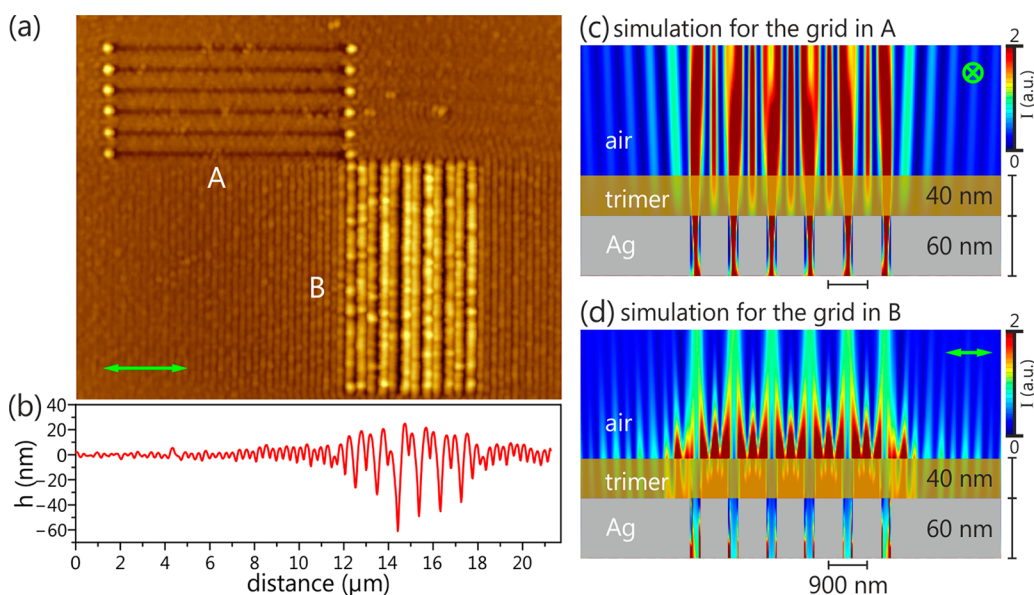 (a)
A
B
(b)
40
20
0
−20
−40
−60
h (nm)
0 2 4 6 8 10 12 14 16 18 20
distance (μm)
(c) simulation for the grid in A
2
I (a.u.)
0
air
trimer
40 nm
Ag
60 nm
(d) simulation for the grid in B
2
I (a.u.)
0
air
trimer
40 nm
Ag
60 nm
900 nm